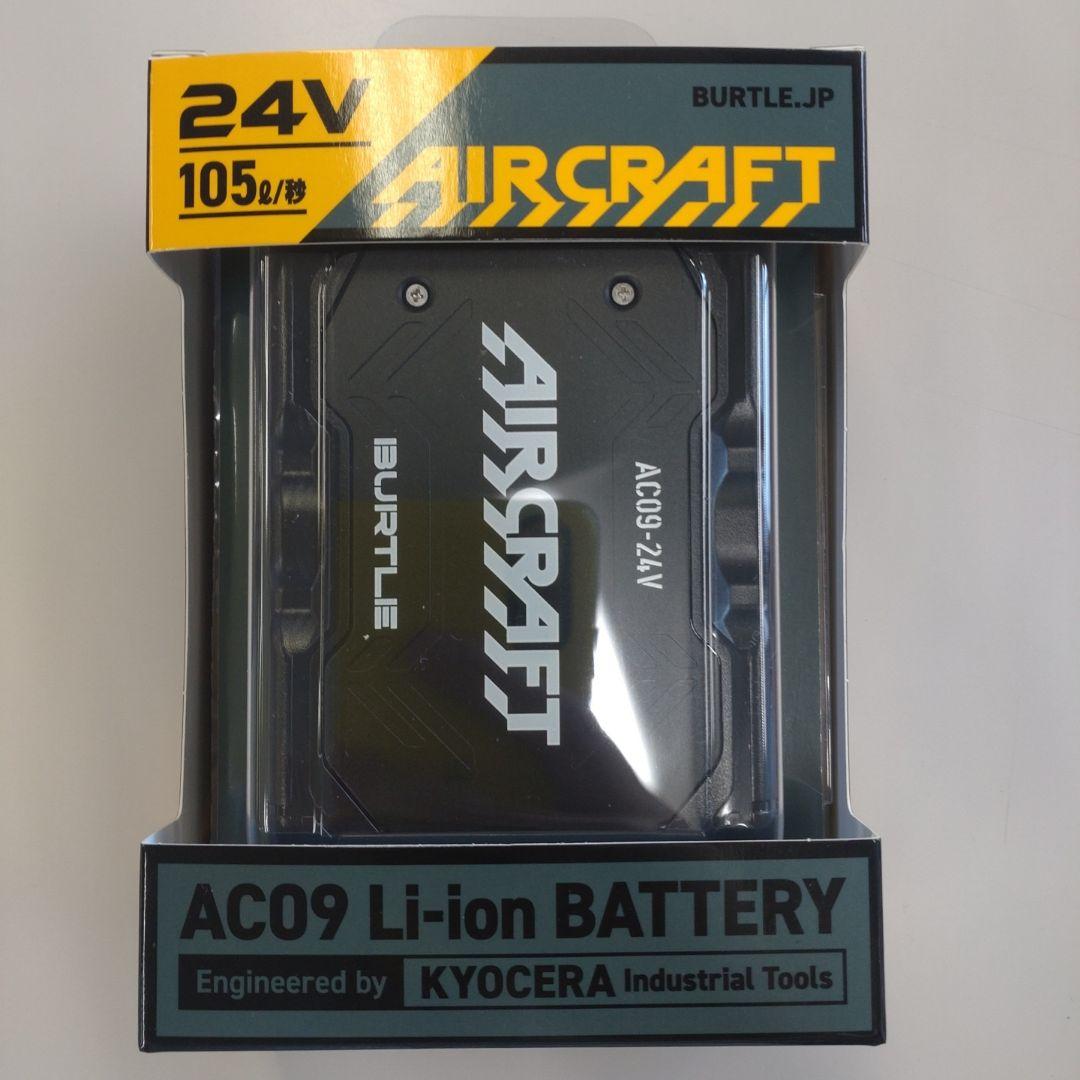 24V
BURTLE.JP
105ℓ/秒
AIRCRAFT
AIRCRAFT
BURTLE
AC09-24V
AC09 Li-ion BATTERY
Engineered by KYOCERA Industrial Tools